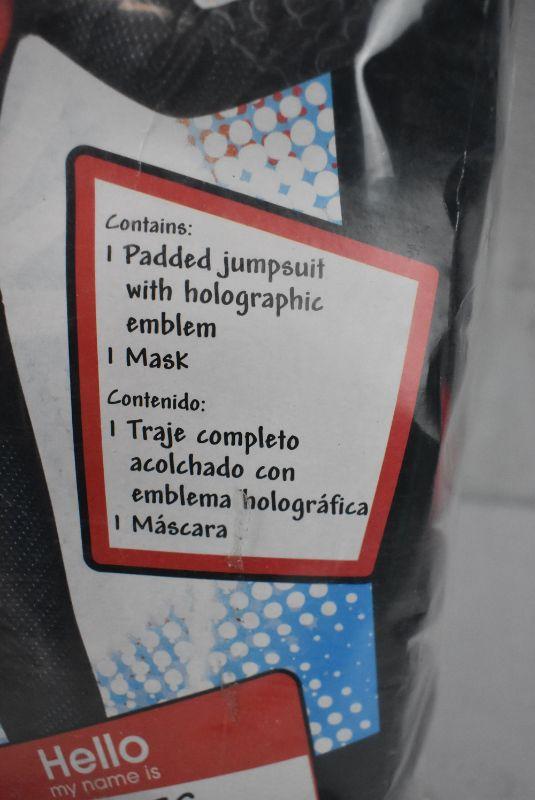 Contains:
1 Padded jumpsuit
with holographic
emblem
1 Mask
Contenido:
1 Traje completo
acolchado con
emblema holográfica
1 Máscara
Hello
my name is